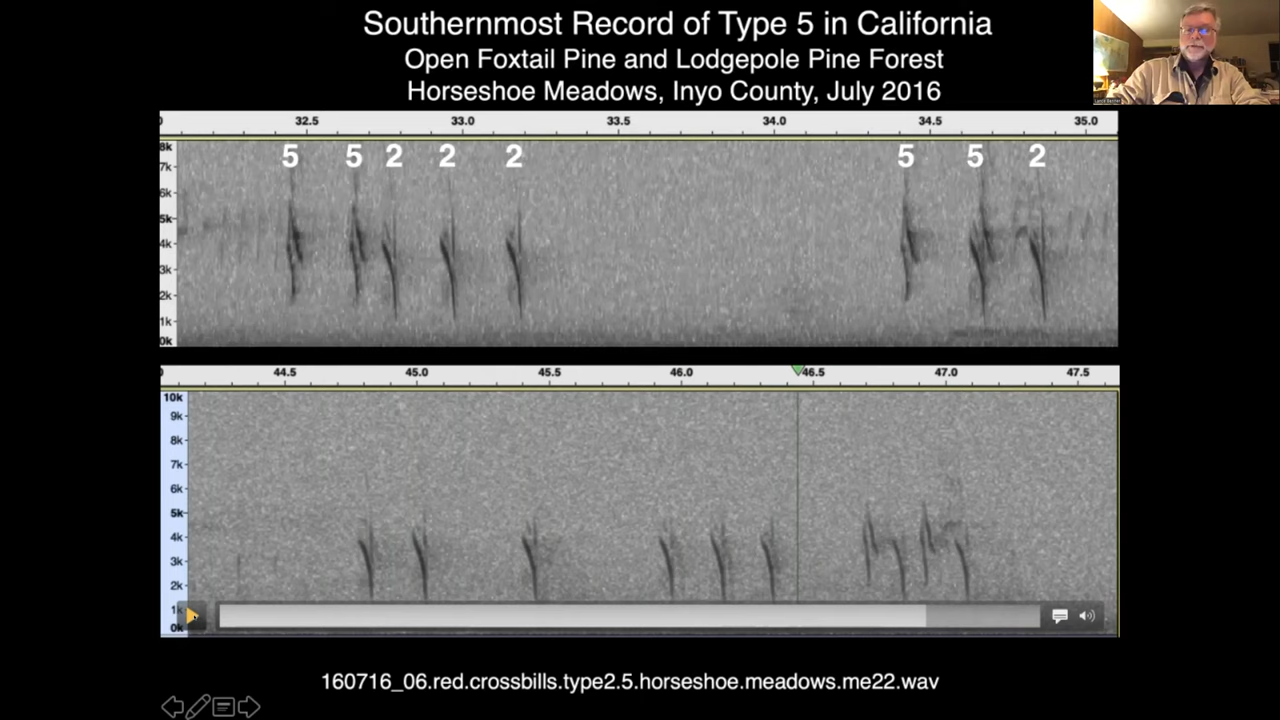 Southernmost Record of Type 5 in California
Open Foxtail Pine and Lodgepole Pine Forest
Horseshoe Meadows, Inyo County, July 2016
32.5 33.0 33.5 34.0 34.5 35.0
5 5 2 2 2 5 5 2
8k
7k
6k
5k
4k
3k
2k
1k
0k
44.5 45.0 45.5 46.0 46.5 47.0 47.5
10k
9k
8k
7k
6k
5k
4k
3k
2k
1k
0k
160716_06.red.crossbills.type2.5.horseshoe.meadows.me22.wav